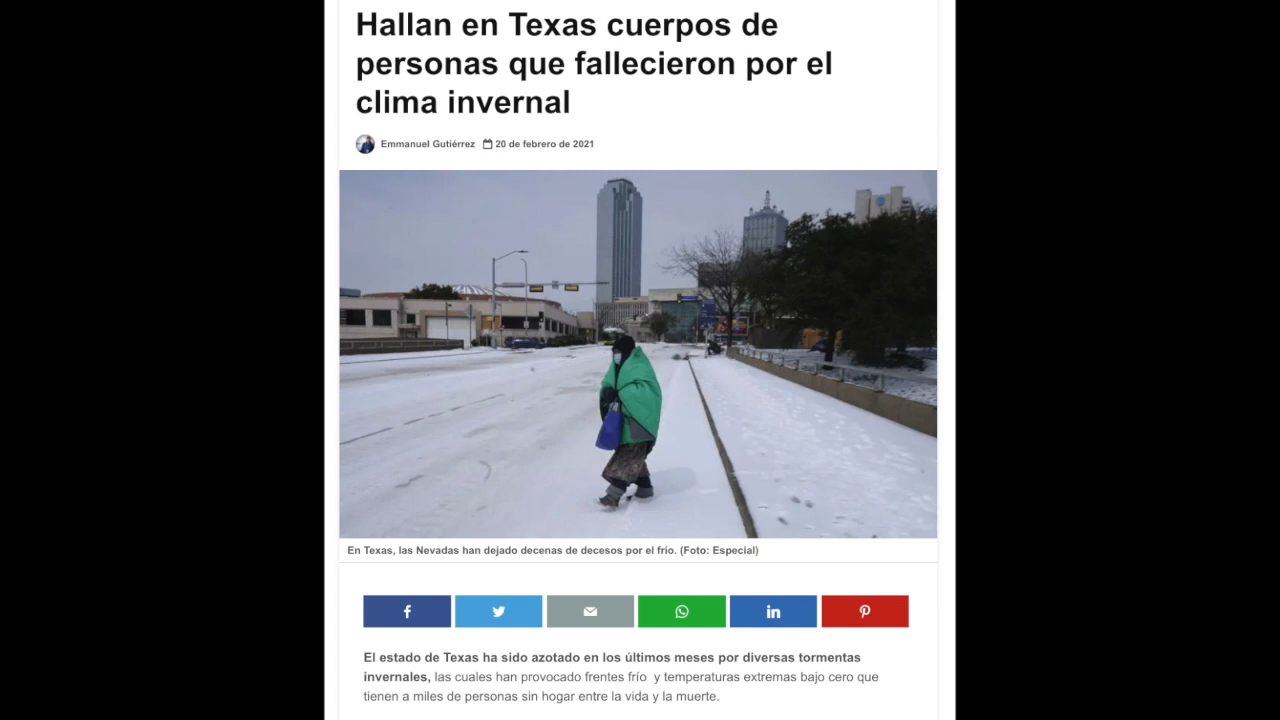 Hallan en Texas cuerpos de
personas que fallecieron por el
clima invernal
Emmanuel Gutiérrez 20 de febrero de 2021
En Texas, las Nevadas han dejado decenas de decesos por el frío. (Foto: Especial)
El estado de Texas ha sido azotado en los últimos meses por diversas tormentas
invernales, las cuales han provocado frentes frío y temperaturas extremas bajo cero que
tienen a miles de personas sin hogar entre la vida y la muerte.